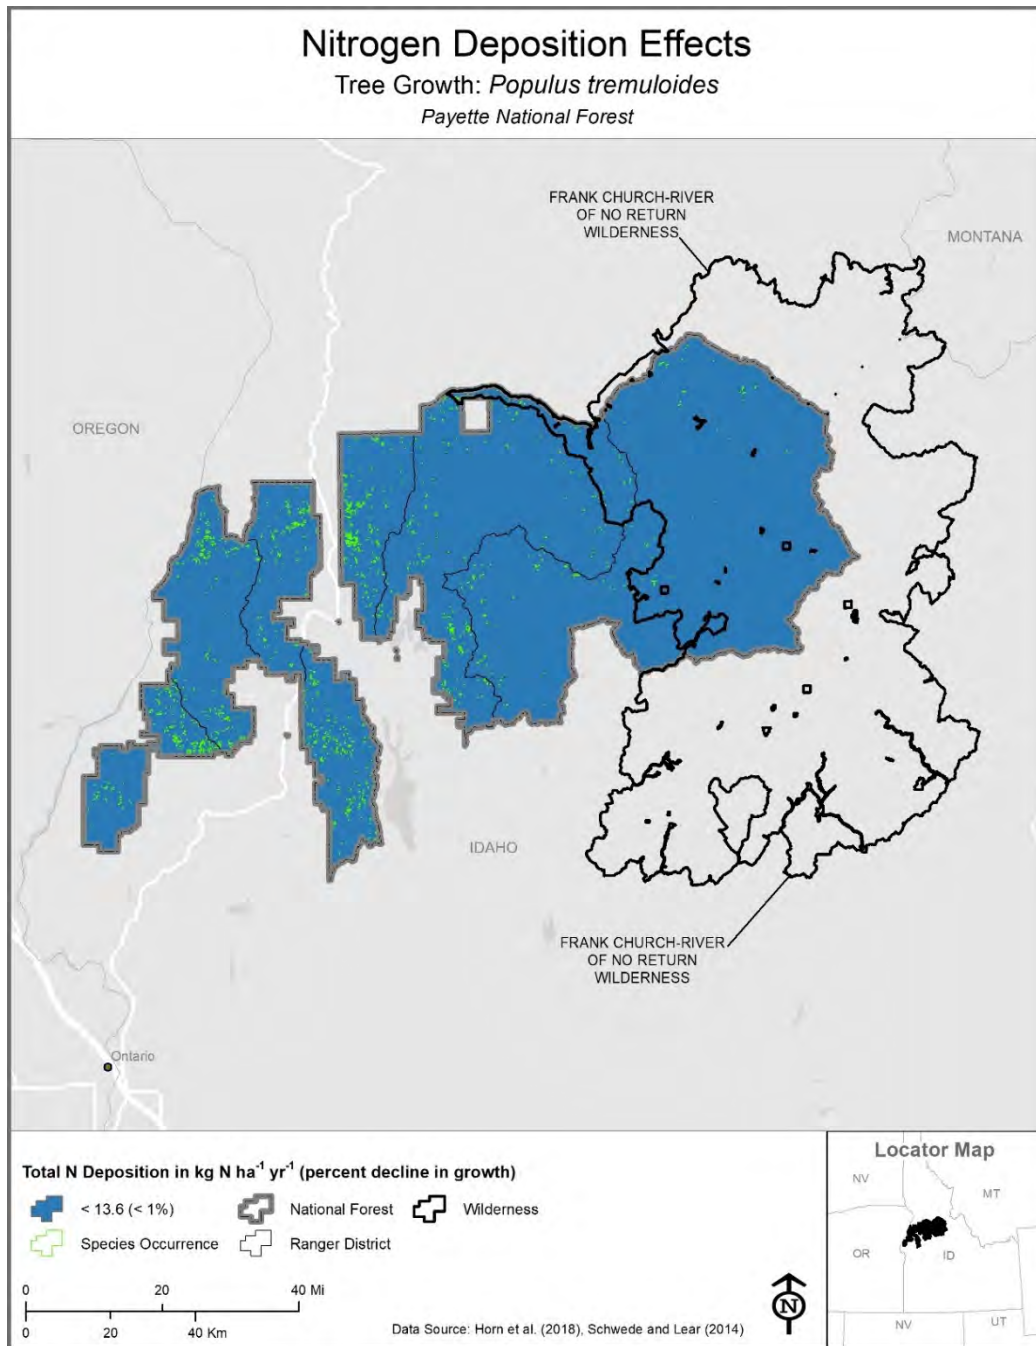 Nitrogen Deposition Effects
Tree Growth: Populus tremuloides
Payette National Forest
FRANK CHURCH-RIVER
OF NO RETURN
WILDERNESS
MONTANA
OREGON
IDAHO
FRANK CHURCH-RIVER
OF NO RETURN
WILDERNESS
Ontario
Total N Deposition in kg N ha⁻¹ yr⁻¹ (percent decline in growth)
< 13.6 (< 1%)
National Forest
Wilderness
Species Occurrence
Ranger District
0 20 40 Mi
0 20 40 Km
N
Data Source: Horn et al. (2018), Schwede and Lear (2014)
Locator Map
NV
MT
OR
ID
NV
UT